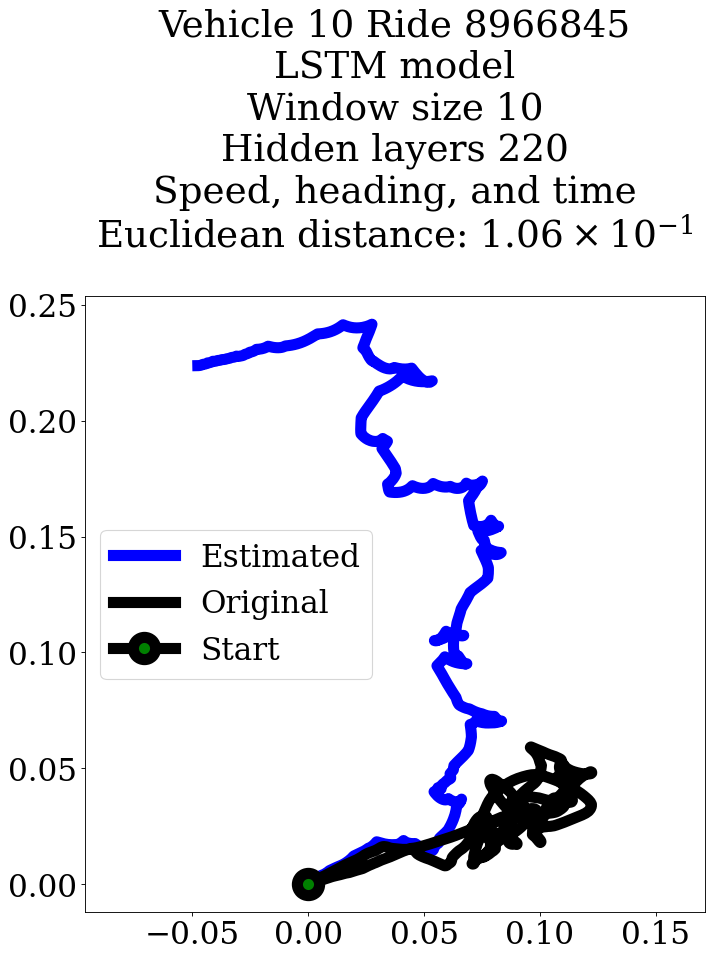 Vehicle 10 Ride 8966845
LSTM model
Window size 10
Hidden layers 220
Speed, heading, and time
Euclidean distance: 1.06 × 10⁻¹
0.25
0.20
0.15
0.10
0.05
0.00
Estimated
Original
Start
−0.05 0.00 0.05 0.10 0.15